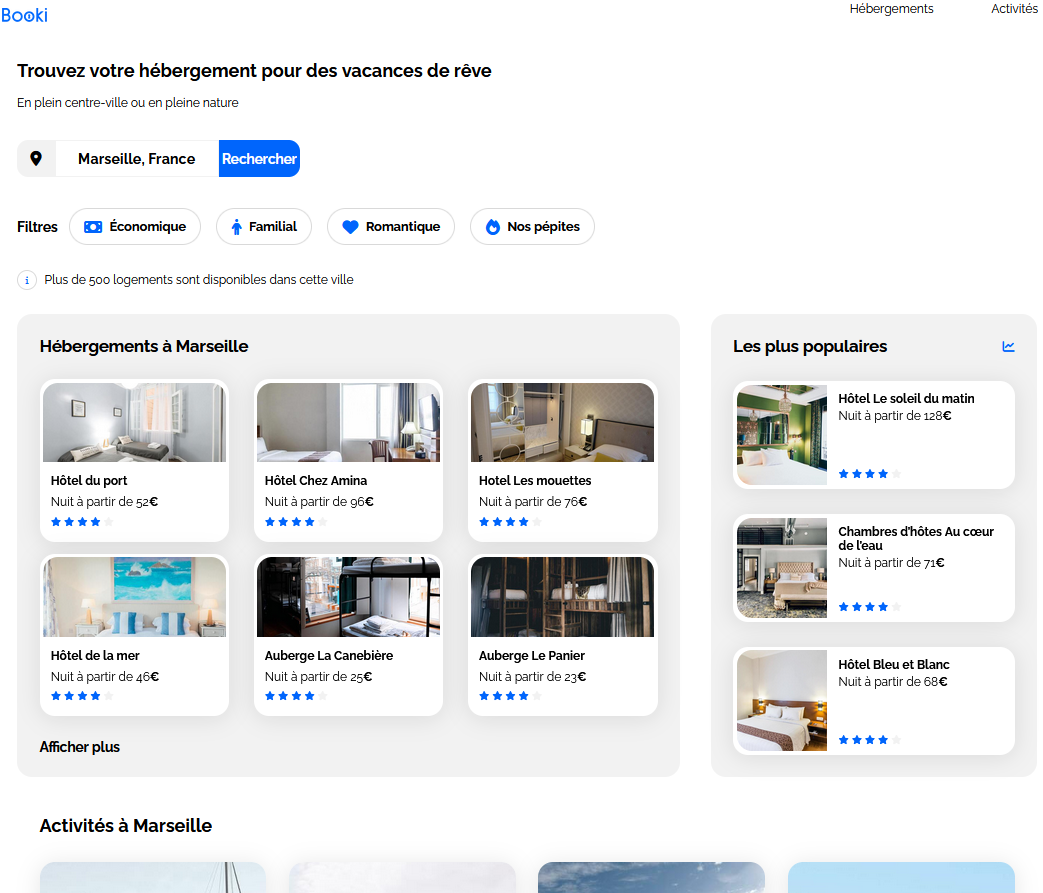 Booki
Hébergements
Activités
Trouvez votre hébergement pour des vacances de rêve
En plein centre-ville ou en pleine nature
Marseille, France
Rechercher
Filtres
Économique
Familial
Romantique
Nos pépites
i
Plus de 500 logements sont disponibles dans cette ville
Hébergements à Marseille
Hôtel du port
Nuit à partir de 52€
Hôtel Chez Amina
Nuit à partir de 96€
Hotel Les mouettes
Nuit à partir de 76€
Hôtel de la mer
Nuit à partir de 46€
Auberge La Canebière
Nuit à partir de 25€
Auberge Le Panier
Nuit à partir de 23€
Afficher plus
Les plus populaires
Hôtel Le soleil du matin
Nuit à partir de 128€
Chambres d'hôtes Au cœur
de l'eau
Nuit à partir de 71€
Hôtel Bleu et Blanc
Nuit à partir de 68€
Activités à Marseille